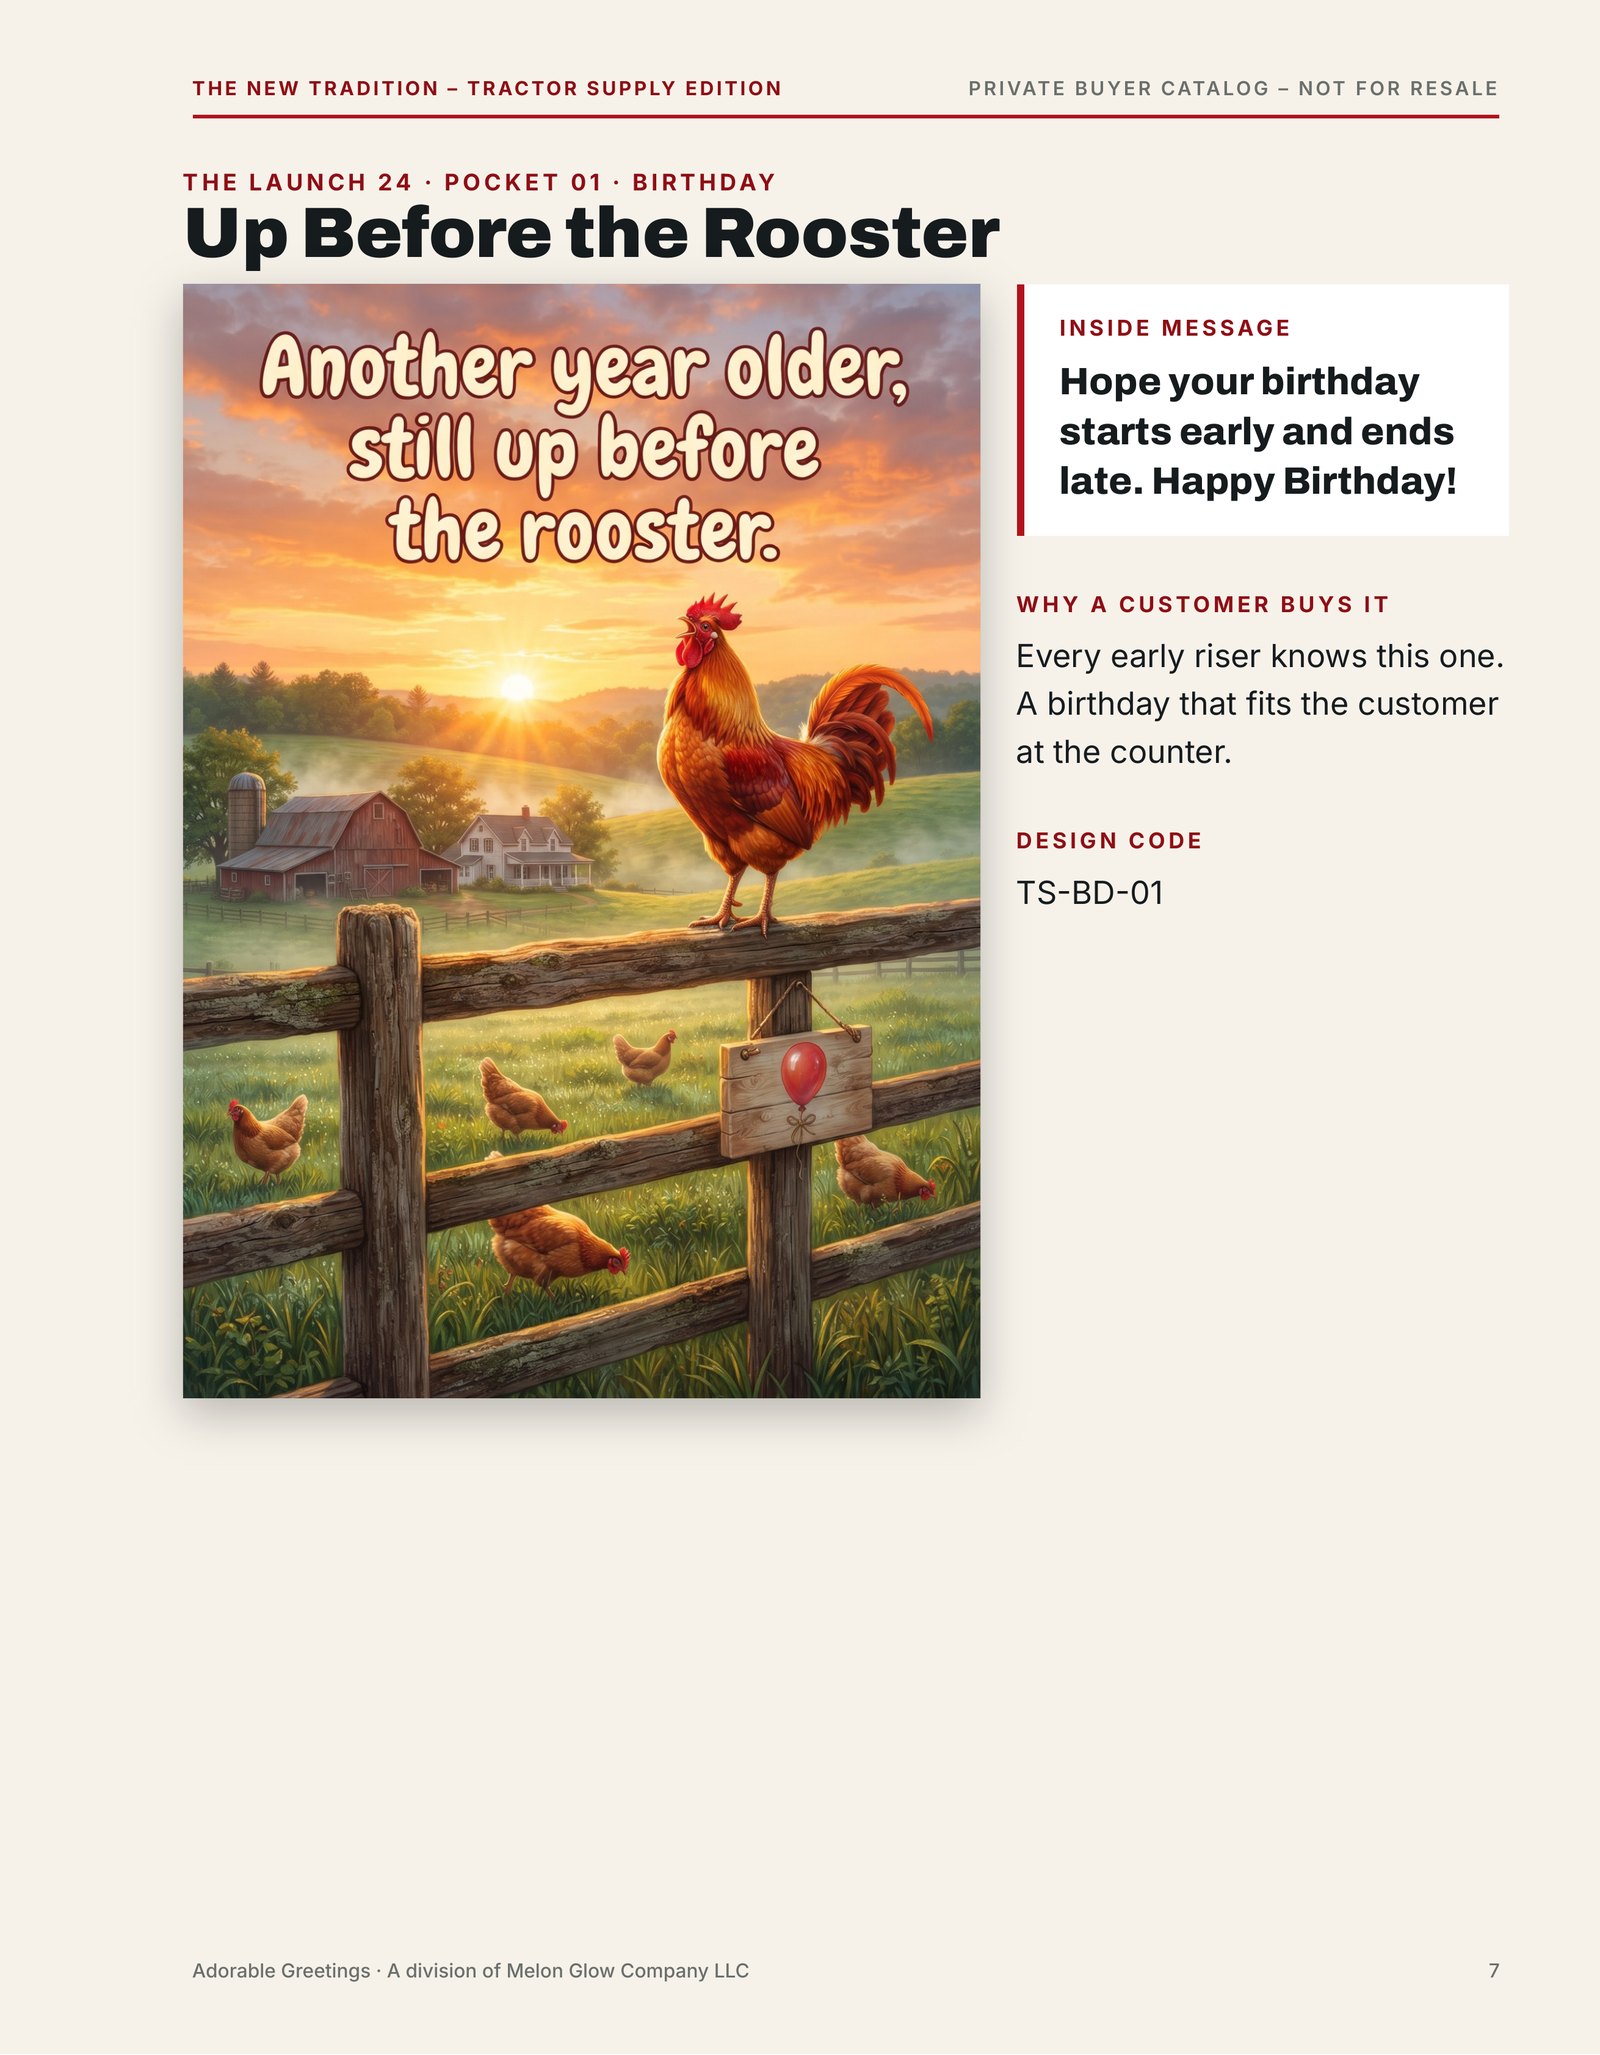 THE NEW TRADITION – TRACTOR SUPPLY EDITION
PRIVATE BUYER CATALOG – NOT FOR RESALE
THE LAUNCH 24 · POCKET 01 · BIRTHDAY
Up Before the Rooster
Another year older,
still up before
the rooster.
INSIDE MESSAGE
Hope your birthday
starts early and ends
late. Happy Birthday!
WHY A CUSTOMER BUYS IT
Every early riser knows this one.
A birthday that fits the customer
at the counter.
DESIGN CODE
TS-BD-01
Adorable Greetings · A division of Melon Glow Company LLC
7